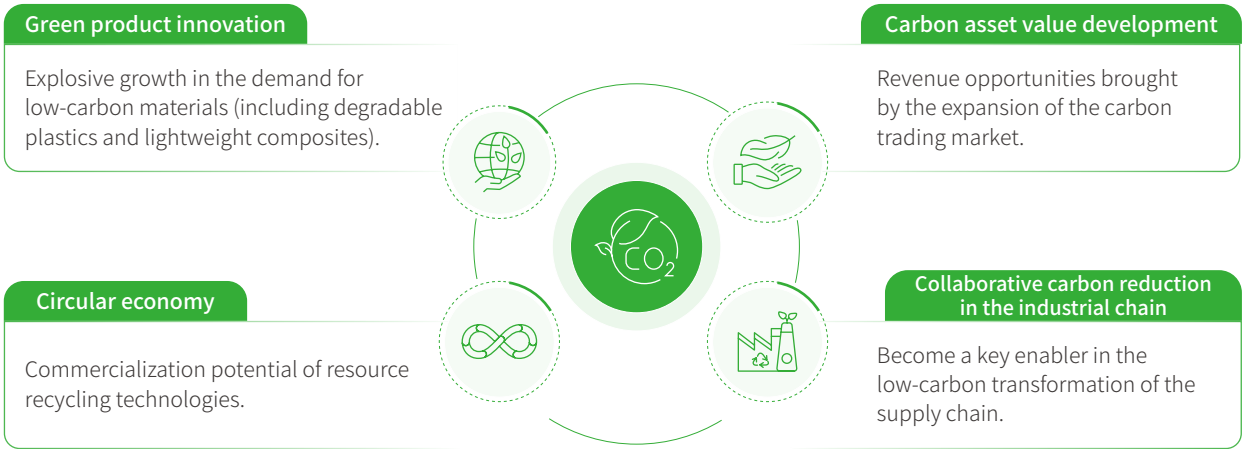 Green product innovation
Explosive growth in the demand for
low-carbon materials (including degradable
plastics and lightweight composites).
Carbon asset value development
Revenue opportunities brought
by the expansion of the carbon
trading market.
CO2
Circular economy
Commercialization potential of resource
recycling technologies.
Collaborative carbon reduction
in the industrial chain
Become a key enabler in the
low-carbon transformation of the
supply chain.